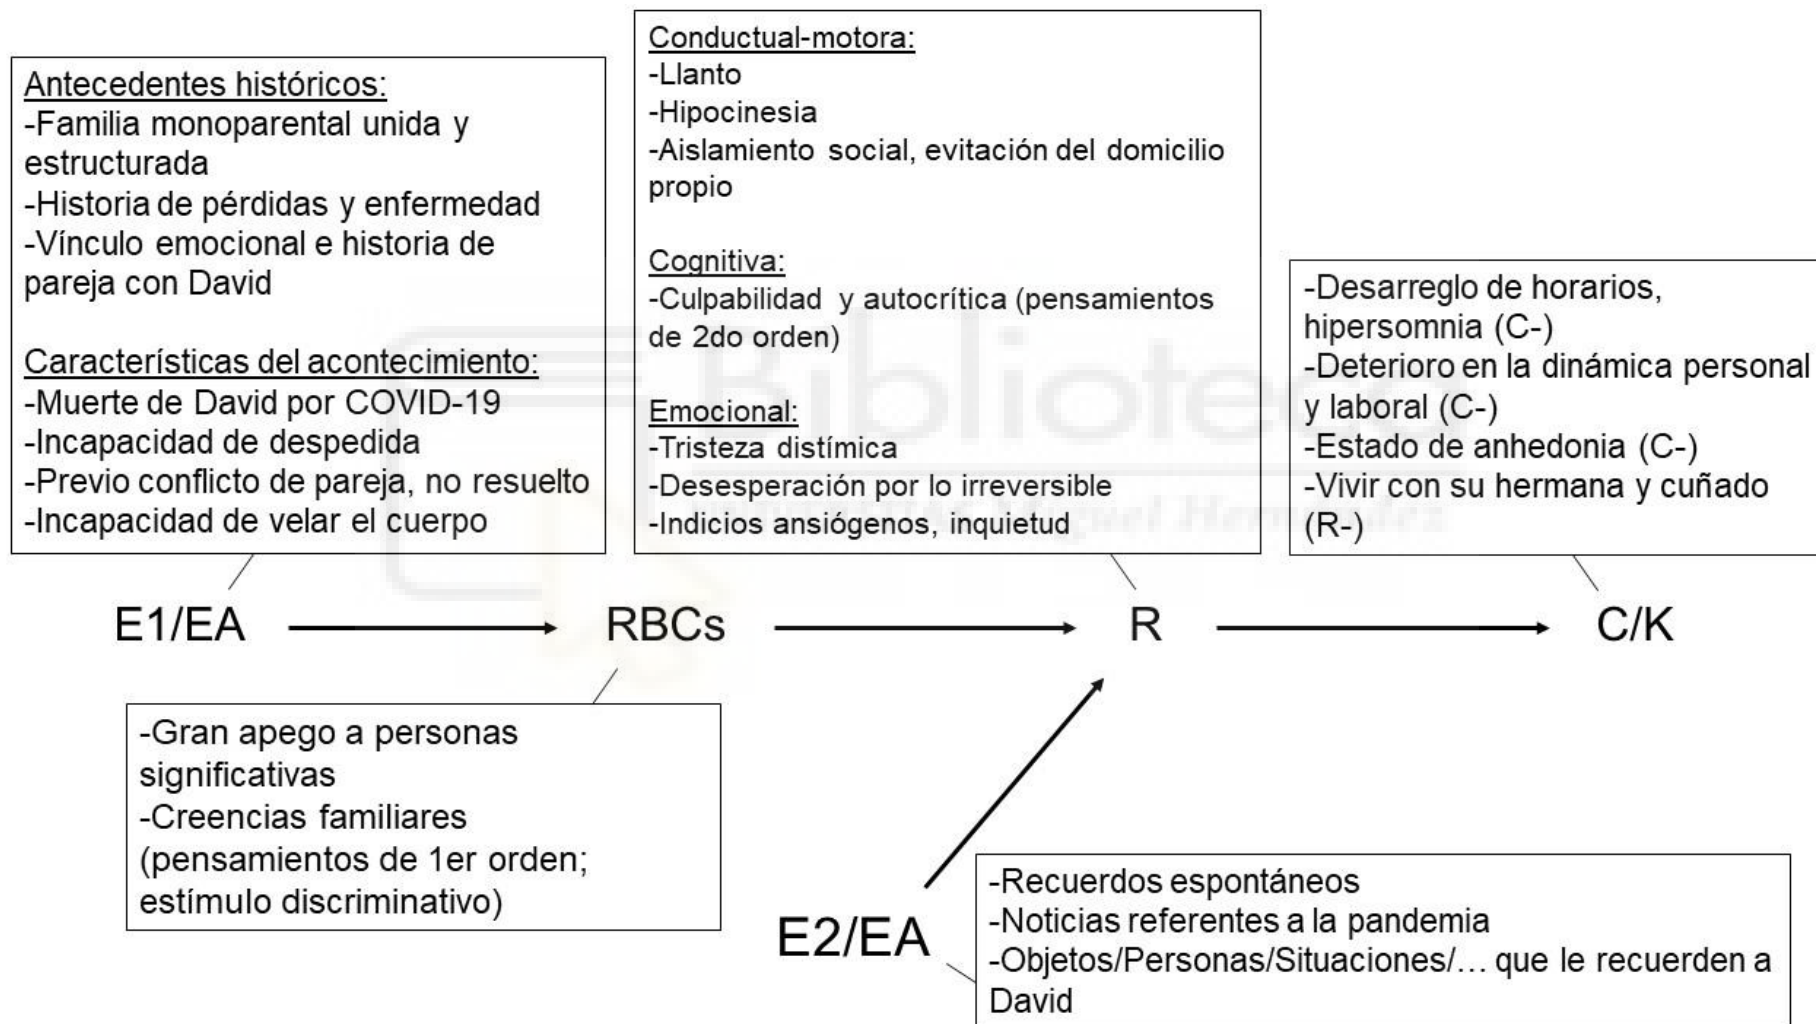 Antecedentes históricos:
-Familia monoparental unida y
estructurada
-Historia de pérdidas y enfermedad
-Vínculo emocional e historia de
pareja con David
Características del acontecimiento:
-Muerte de David por COVID-19
-Incapacidad de despedida
-Previo conflicto de pareja, no resuelto
-Incapacidad de velar el cuerpo
Conductual-motora:
-Llanto
-Hipocinesia
-Aislamiento social, evitación del domicilio
propio
Cognitiva:
-Culpabilidad y autocrítica (pensamientos
de 2do orden)
Emocional:
-Tristeza distímica
-Desesperación por lo irreversible
-Indicios ansiógenos, inquietud
-Desarreglo de horarios,
hipersomnia (C-)
-Deterioro en la dinámica personal
y laboral (C-)
-Estado de anhedonia (C-)
-Vivir con su hermana y cuñado
(R-)
Biblioteca
Miguel Hernández
E1/EA
RBCs
R
C/K
-Gran apego a personas
significativas
-Creencias familiares
(pensamientos de 1er orden;
estímulo discriminativo)
E2/EA
-Recuerdos espontáneos
-Noticias referentes a la pandemia
-Objetos/Personas/Situaciones/… que le recuerden a
David